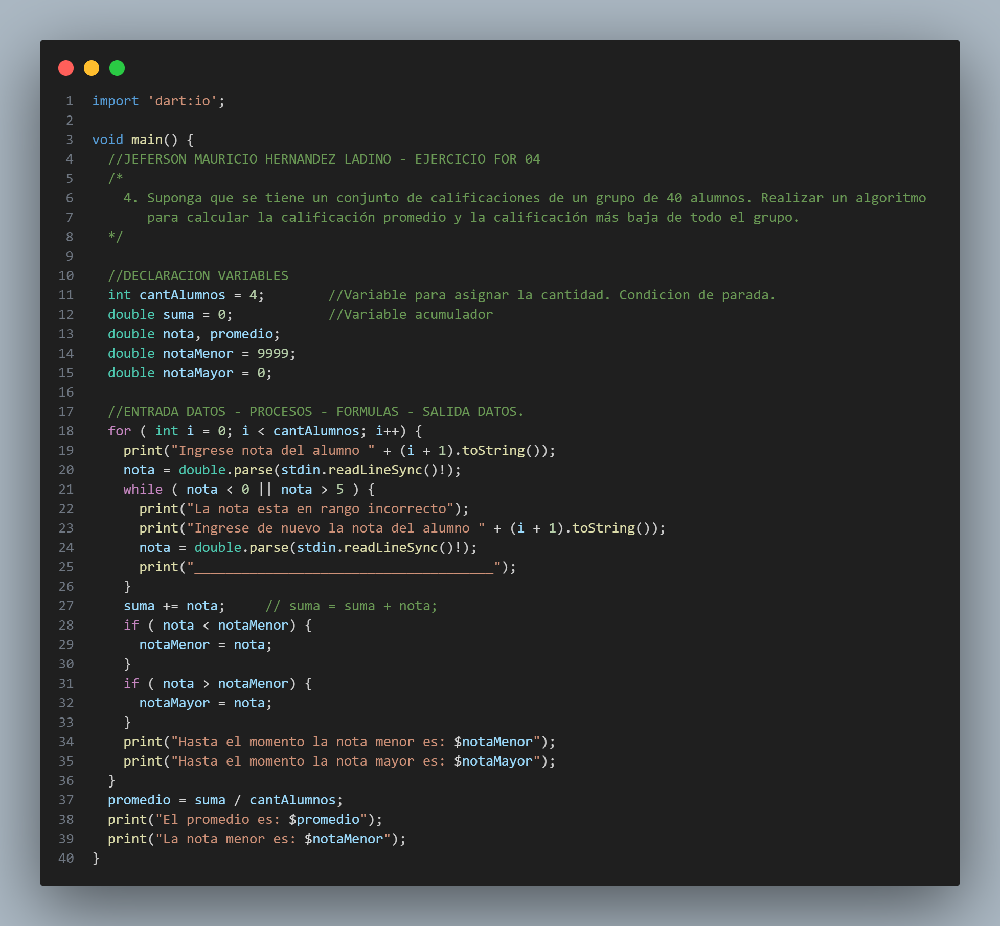 1 import 'dart:io';
2
3 void main() {
4   //JEFERSON MAURICIO HERNANDEZ LADINO - EJERCICIO FOR 04
5   /*
6     4. Suponga que se tiene un conjunto de calificaciones de un grupo de 40 alumnos. Realizar un algoritmo
7        para calcular la calificación promedio y la calificación más baja de todo el grupo.
8   */
9
10   //DECLARACION VARIABLES
11   int cantAlumnos = 4;        //Variable para asignar la cantidad. Condicion de parada.
12   double suma = 0;            //Variable acumulador
13   double nota, promedio;
14   double notaMenor = 9999;
15   double notaMayor = 0;
16
17   //ENTRADA DATOS - PROCESOS - FORMULAS - SALIDA DATOS.
18   for ( int i = 0; i < cantAlumnos; i++) {
19     print("Ingrese nota del alumno " + (i + 1).toString());
20     nota = double.parse(stdin.readLineSync()!);
21     while ( nota < 0 || nota > 5 ) {
22       print("La nota esta en rango incorrecto");
23       print("Ingrese de nuevo la nota del alumno " + (i + 1).toString());
24       nota = double.parse(stdin.readLineSync()!);
25       print("______________________________________");
26     }
27     suma += nota;     // suma = suma + nota;
28     if ( nota < notaMenor) {
29       notaMenor = nota;
30     }
31     if ( nota > notaMenor) {
32       notaMayor = nota;
33     }
34     print("Hasta el momento la nota menor es: $notaMenor");
35     print("Hasta el momento la nota mayor es: $notaMayor");
36   }
37   promedio = suma / cantAlumnos;
38   print("El promedio es: $promedio");
39   print("La nota menor es: $notaMenor");
40 }